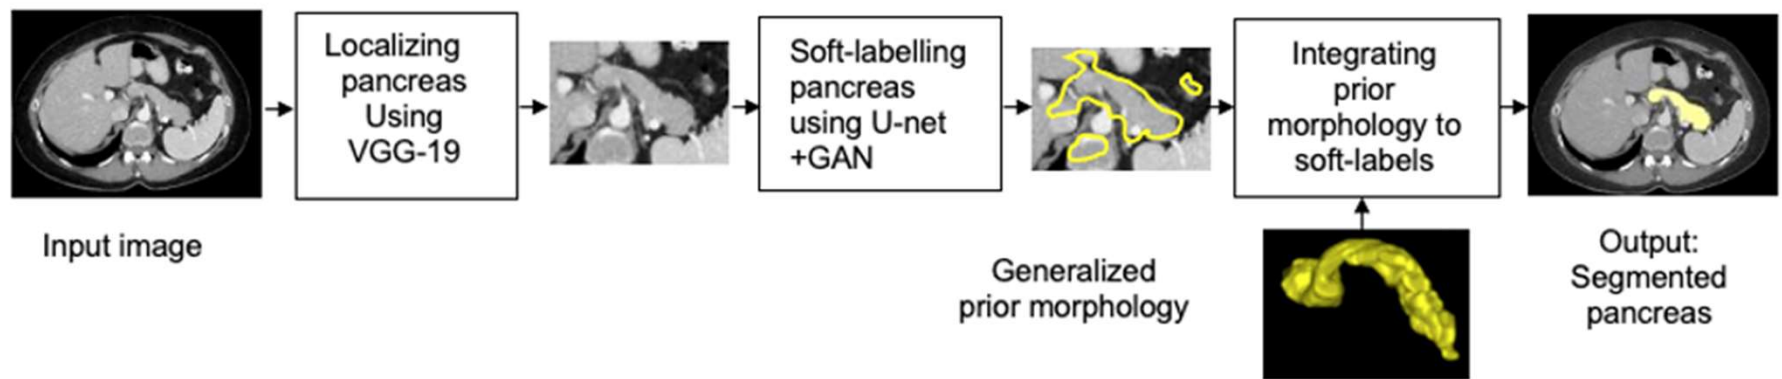 Localizing
pancreas
Using
VGG-19
Soft-labelling
pancreas
using U-net
+GAN
Integrating
prior
morphology to
soft-labels
Input image
Generalized
prior morphology
Output:
Segmented
pancreas